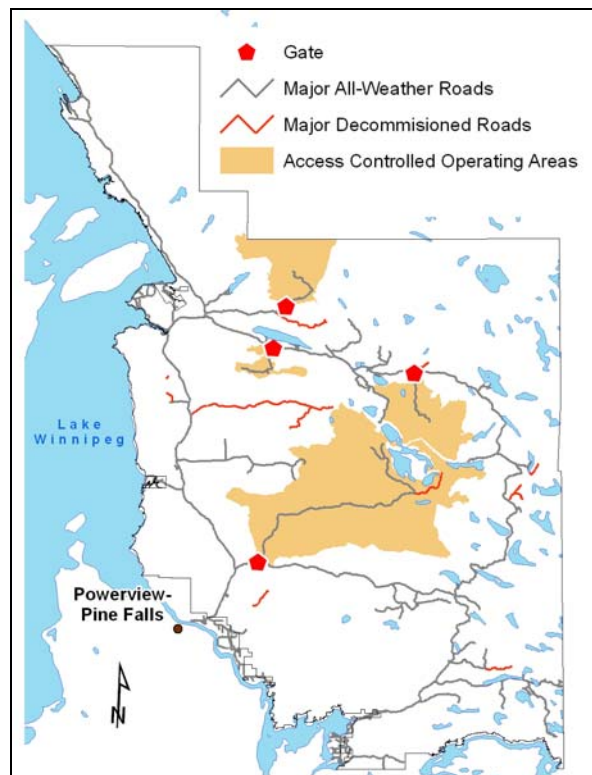 Gate
Major All-Weather Roads
Major Decommisioned Roads
Access Controlled Operating Areas
Lake
Winnipeg
Powerview-
Pine Falls
N